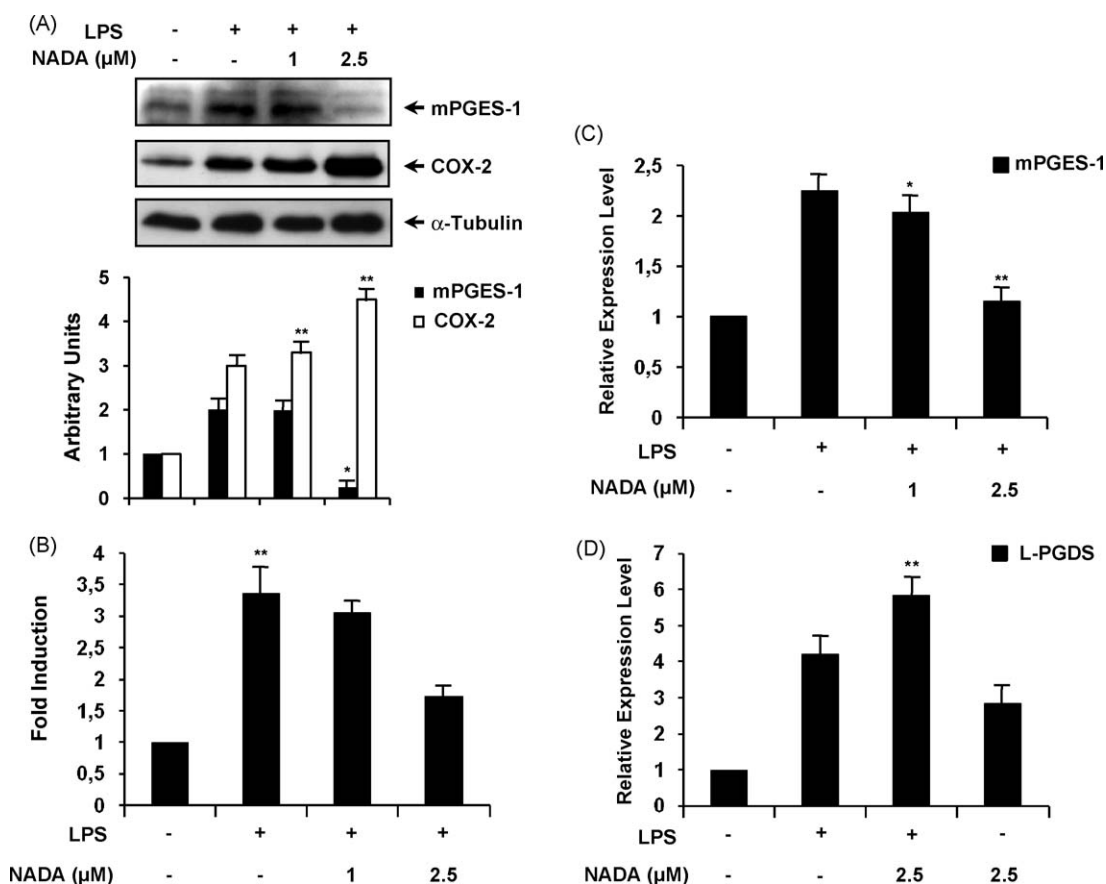 (A)
LPS - + + +
NADA (µM) - - 1 2.5
mPGES-1
COX-2
α-Tubulin
5
4
3
2
1
0
Arbitrary Units
mPGES-1
COX-2
**
**
*
(B)
4
3,5
3
2,5
2
1,5
1
0,5
0
Fold Induction
**
LPS - + + +
NADA (µM) - - 1 2.5
(C)
2,5
2
1,5
1
0,5
0
Relative Expression Level
mPGES-1
*
**
LPS - + + +
NADA (µM) - - 1 2.5
(D)
7
6
5
4
3
2
1
0
Relative Expression Level
L-PGDS
**
LPS - + + -
NADA (µM) - - 2.5 2.5